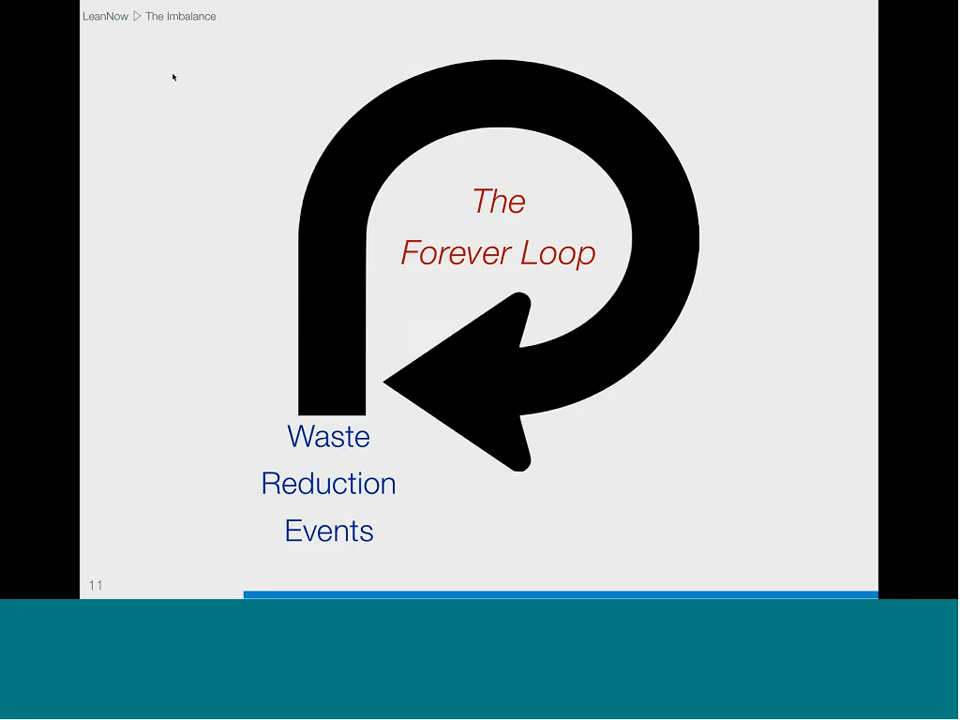 LeanNow ▷ The Imbalance
The
Forever Loop
Waste
Reduction
Events
11